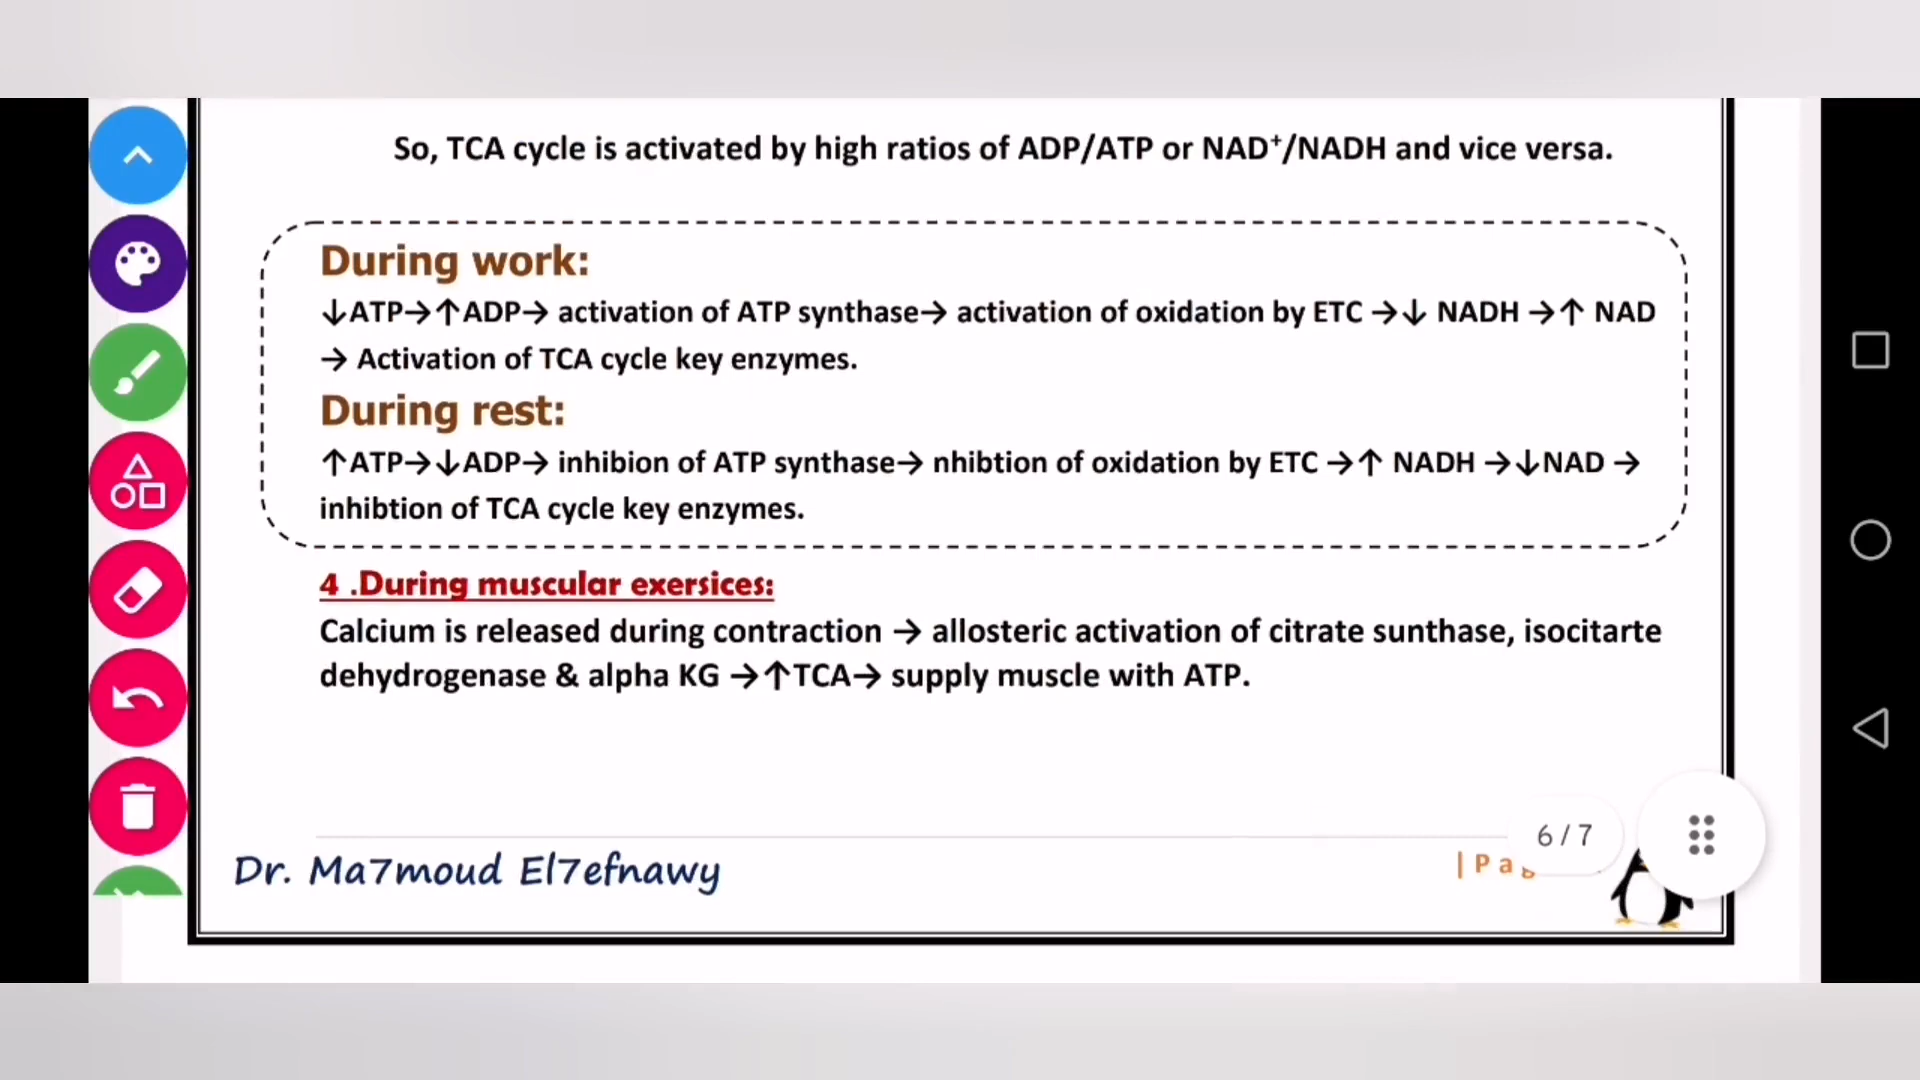 So, TCA cycle is activated by high ratios of ADP/ATP or NAD⁺/NADH and vice versa.
During work:
↓ATP→↑ADP→ activation of ATP synthase→ activation of oxidation by ETC →↓ NADH →↑ NAD
→ Activation of TCA cycle key enzymes.
During rest:
↑ATP→↓ADP→ inhibion of ATP synthase→ nhibtion of oxidation by ETC →↑ NADH →↓NAD →
inhibtion of TCA cycle key enzymes.
4 .During muscular exersices:
Calcium is released during contraction → allosteric activation of citrate sunthase, isocitarte
dehydrogenase & alpha KG →↑TCA→ supply muscle with ATP.
6 / 7
Dr. Ma7moud El7efnawy